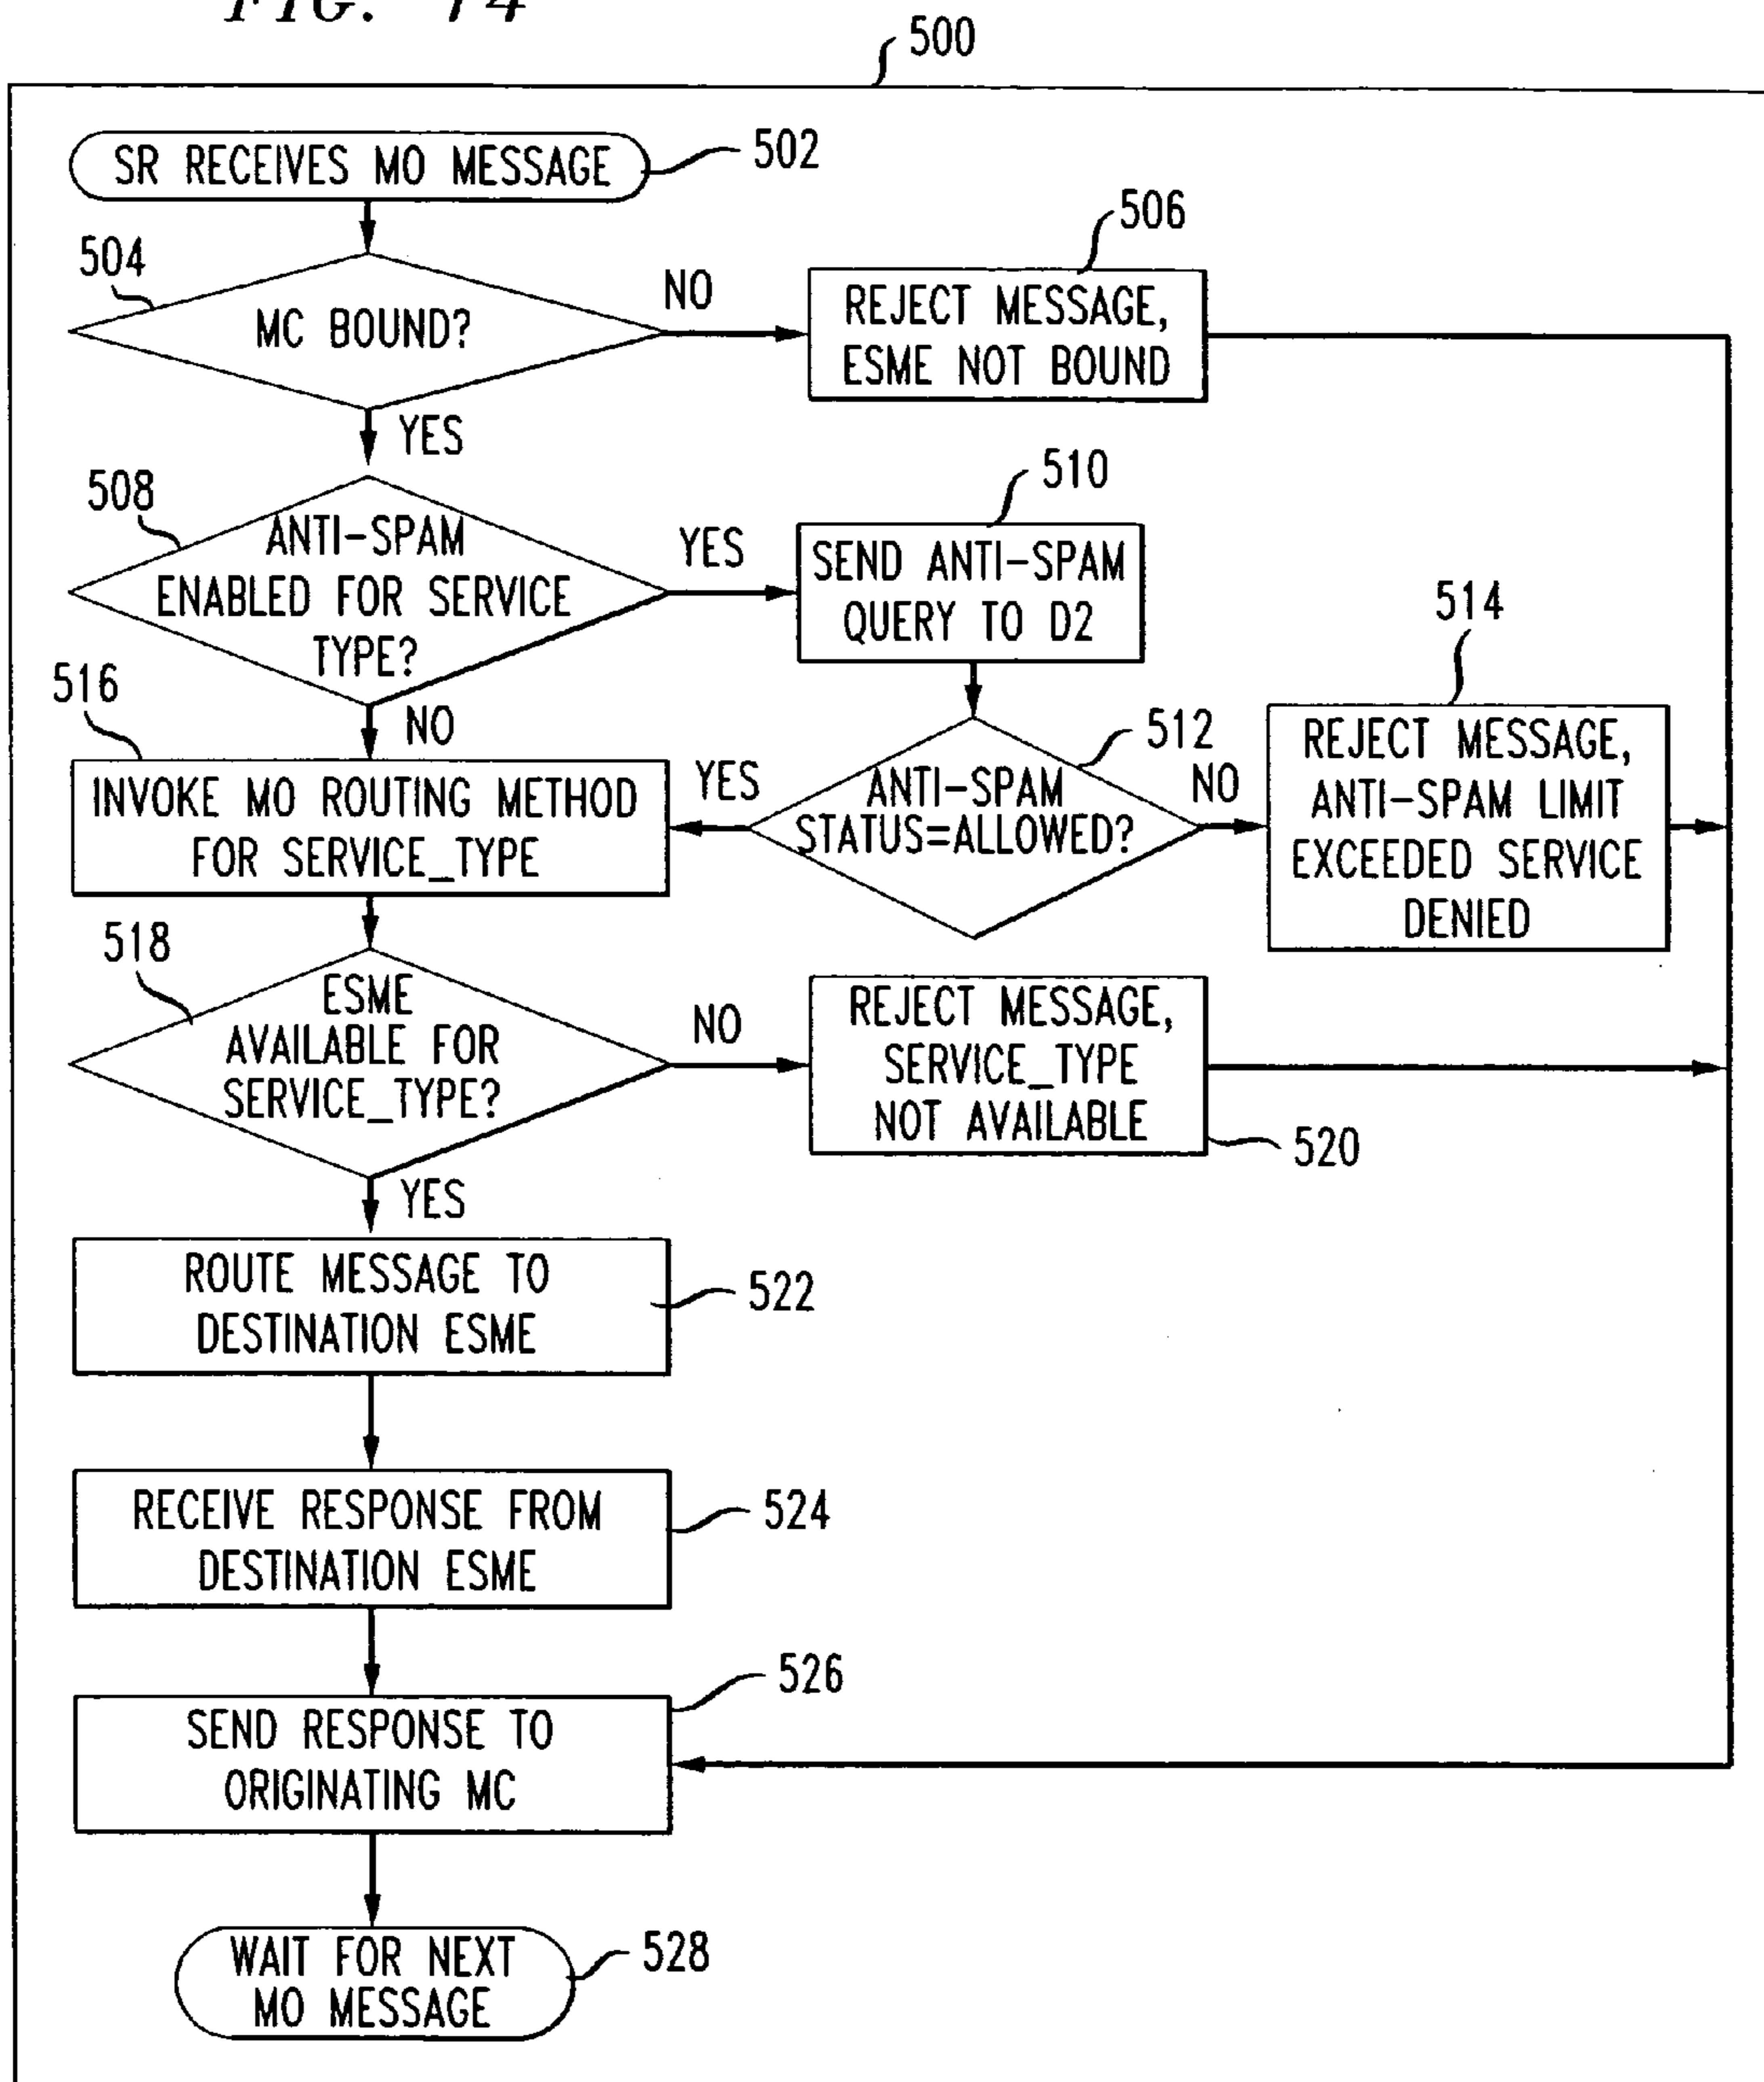 FIG. 14
500
SR RECEIVES MO MESSAGE
502
504
MC BOUND?
NO
506
REJECT MESSAGE,
ESME NOT BOUND
YES
508
ANTI-SPAM
ENABLED FOR SERVICE
TYPE?
YES
510
SEND ANTI-SPAM
QUERY TO D2
514
516
NO
512
INVOKE MO ROUTING METHOD
FOR SERVICE_TYPE
YES
ANTI-SPAM
STATUS=ALLOWED?
NO
REJECT MESSAGE,
ANTI-SPAM LIMIT
EXCEEDED SERVICE
DENIED
518
ESME
AVAILABLE FOR
SERVICE_TYPE?
NO
REJECT MESSAGE,
SERVICE_TYPE
NOT AVAILABLE
520
YES
ROUTE MESSAGE TO
DESTINATION ESME
522
RECEIVE RESPONSE FROM
DESTINATION ESME
524
526
SEND RESPONSE TO
ORIGINATING MC
WAIT FOR NEXT
MO MESSAGE
528